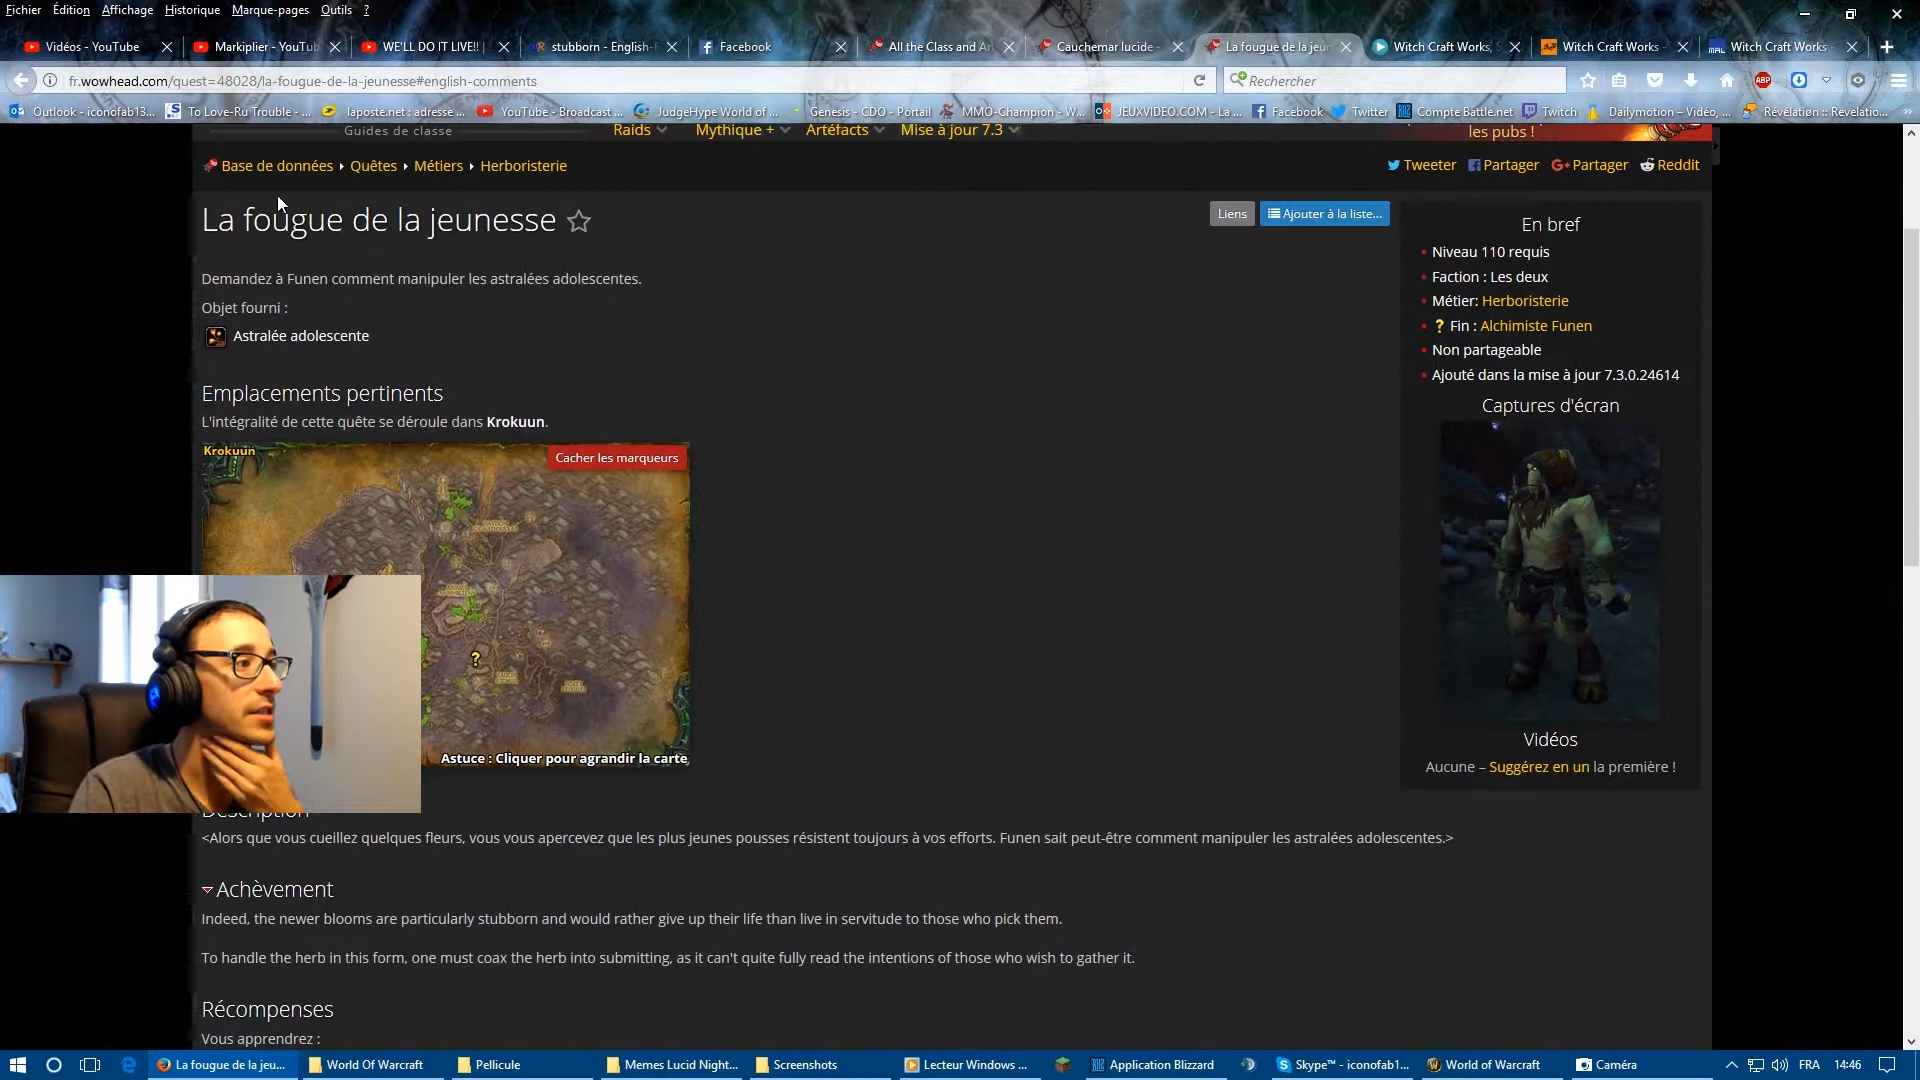 Fichier Édition Affichage Historique Marque-pages Outils ?
Vidéos - YouTube
Markiplier - YouTub
WE'LL DO IT LIVE!! |
stubborn - English-F
Facebook
All the Class and Ar
Cauchemar lucide -
La fougue de la jeun
Witch Craft Works, S
Witch Craft Works -
Witch Craft Works -
fr.wowhead.com/quest=48028/la-fougue-de-la-jeunesse#english-comments
Rechercher
ABP
Outlook - iconofab13...
To Love-Ru Trouble - ...
laposte.net : adresse ...
YouTube - Broadcast ...
JudgeHype World of ...
Genesis - CDO - Portail
MMO-Champion - W...
JEUXVIDEO.COM - La ...
Facebook
Twitter
Compte Battle.net
Twitch
Dailymotion – Vidéo, ...
Révélation :: Revelatio...
Guides de classe
Raids
Mythique +
Artéfacts
Mise à jour 7.3
les pubs !
Base de données Quêtes Métiers Herboristerie
Tweeter Partager Partager Reddit
La fougue de la jeunesse
Liens
Ajouter à la liste...
Demandez à Funen comment manipuler les astralées adolescentes.
Objet fourni :
Astralée adolescente
Emplacements pertinents
L'intégralité de cette quête se déroule dans Krokuun.
Krokuun
Cacher les marqueurs
?
Astuce : Cliquer pour agrandir la carte
En bref
Niveau 110 requis
Faction : Les deux
Métier: Herboristerie
? Fin : Alchimiste Funen
Non partageable
Ajouté dans la mise à jour 7.3.0.24614
Captures d'écran
Vidéos
Aucune – Suggérez en un la première !
Description
<Alors que vous cueillez quelques fleurs, vous vous apercevez que les plus jeunes pousses résistent toujours à vos efforts. Funen sait peut-être comment manipuler les astralées adolescentes.>
Achèvement
Indeed, the newer blooms are particularly stubborn and would rather give up their life than live in servitude to those who pick them.
To handle the herb in this form, one must coax the herb into submitting, as it can't quite fully read the intentions of those who wish to gather it.
Récompenses
Vous apprendrez :
La fougue de la jeu...
World Of Warcraft
Pellicule
Memes Lucid Night...
Screenshots
Lecteur Windows ...
Application Blizzard
Skype™ - iconofab1...
World of Warcraft
Caméra
FRA
14:46